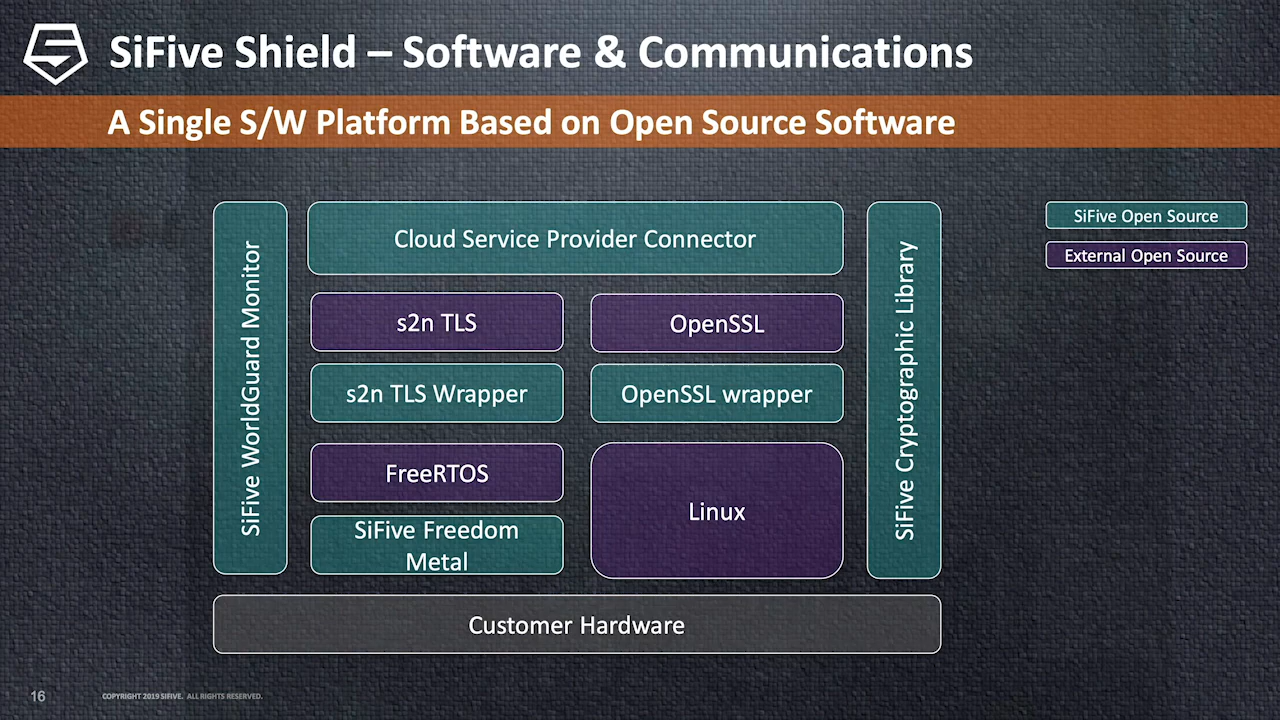 SiFive Shield – Software & Communications
A Single S/W Platform Based on Open Source Software
SiFive WorldGuard Monitor
Cloud Service Provider Connector
s2n TLS
OpenSSL
s2n TLS Wrapper
OpenSSL wrapper
FreeRTOS
Linux
SiFive Freedom
Metal
SiFive Cryptographic Library
Customer Hardware
SiFive Open Source
External Open Source
16
COPYRIGHT 2019 SIFIVE. ALL RIGHTS RESERVED.